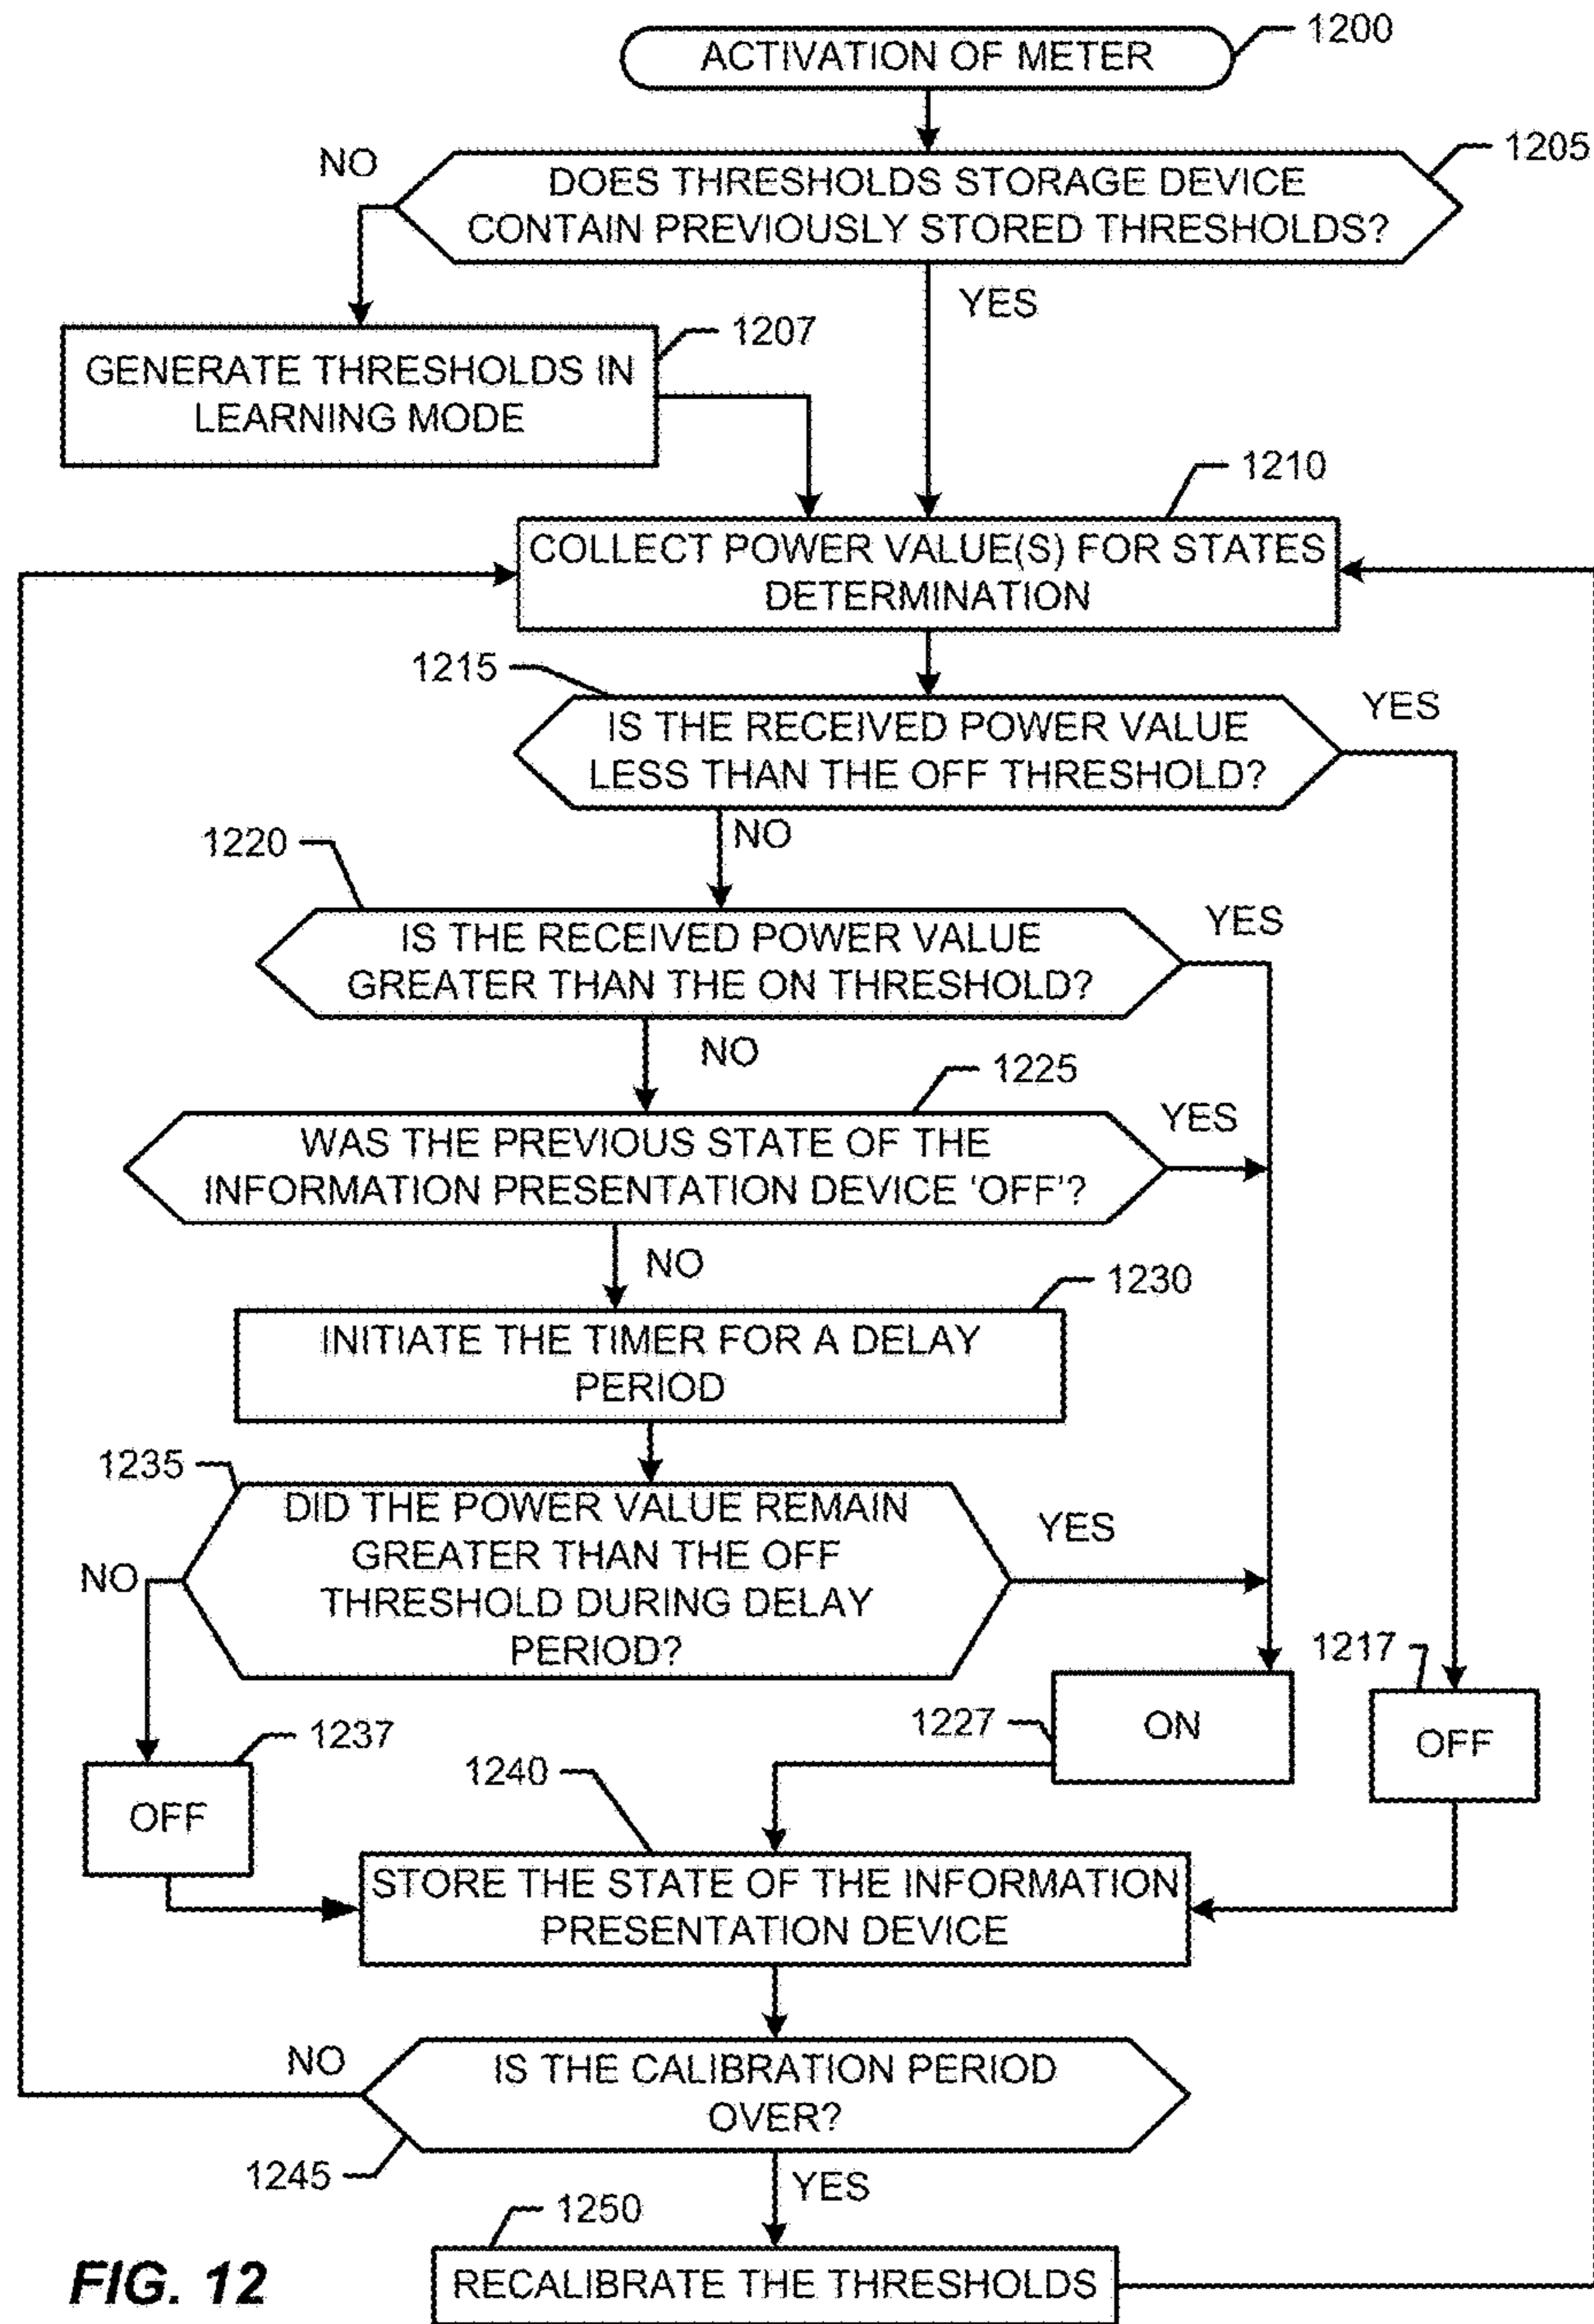 ACTIVATION OF METER
1200
DOES THRESHOLDS STORAGE DEVICE
CONTAIN PREVIOUSLY STORED THRESHOLDS?
1205
NO
YES
GENERATE THRESHOLDS IN
LEARNING MODE
1207
COLLECT POWER VALUE(S) FOR STATES
DETERMINATION
1210
1215
IS THE RECEIVED POWER VALUE
LESS THAN THE OFF THRESHOLD?
YES
NO
1220
IS THE RECEIVED POWER VALUE
GREATER THAN THE ON THRESHOLD?
YES
NO
1225
WAS THE PREVIOUS STATE OF THE
INFORMATION PRESENTATION DEVICE 'OFF'?
YES
NO
1230
INITIATE THE TIMER FOR A DELAY
PERIOD
1235
DID THE POWER VALUE REMAIN
GREATER THAN THE OFF
THRESHOLD DURING DELAY
PERIOD?
YES
NO
1217
OFF
1227
ON
1237
OFF
1240
STORE THE STATE OF THE INFORMATION
PRESENTATION DEVICE
NO
IS THE CALIBRATION PERIOD
OVER?
1245
YES
1250
RECALIBRATE THE THRESHOLDS
FIG. 12